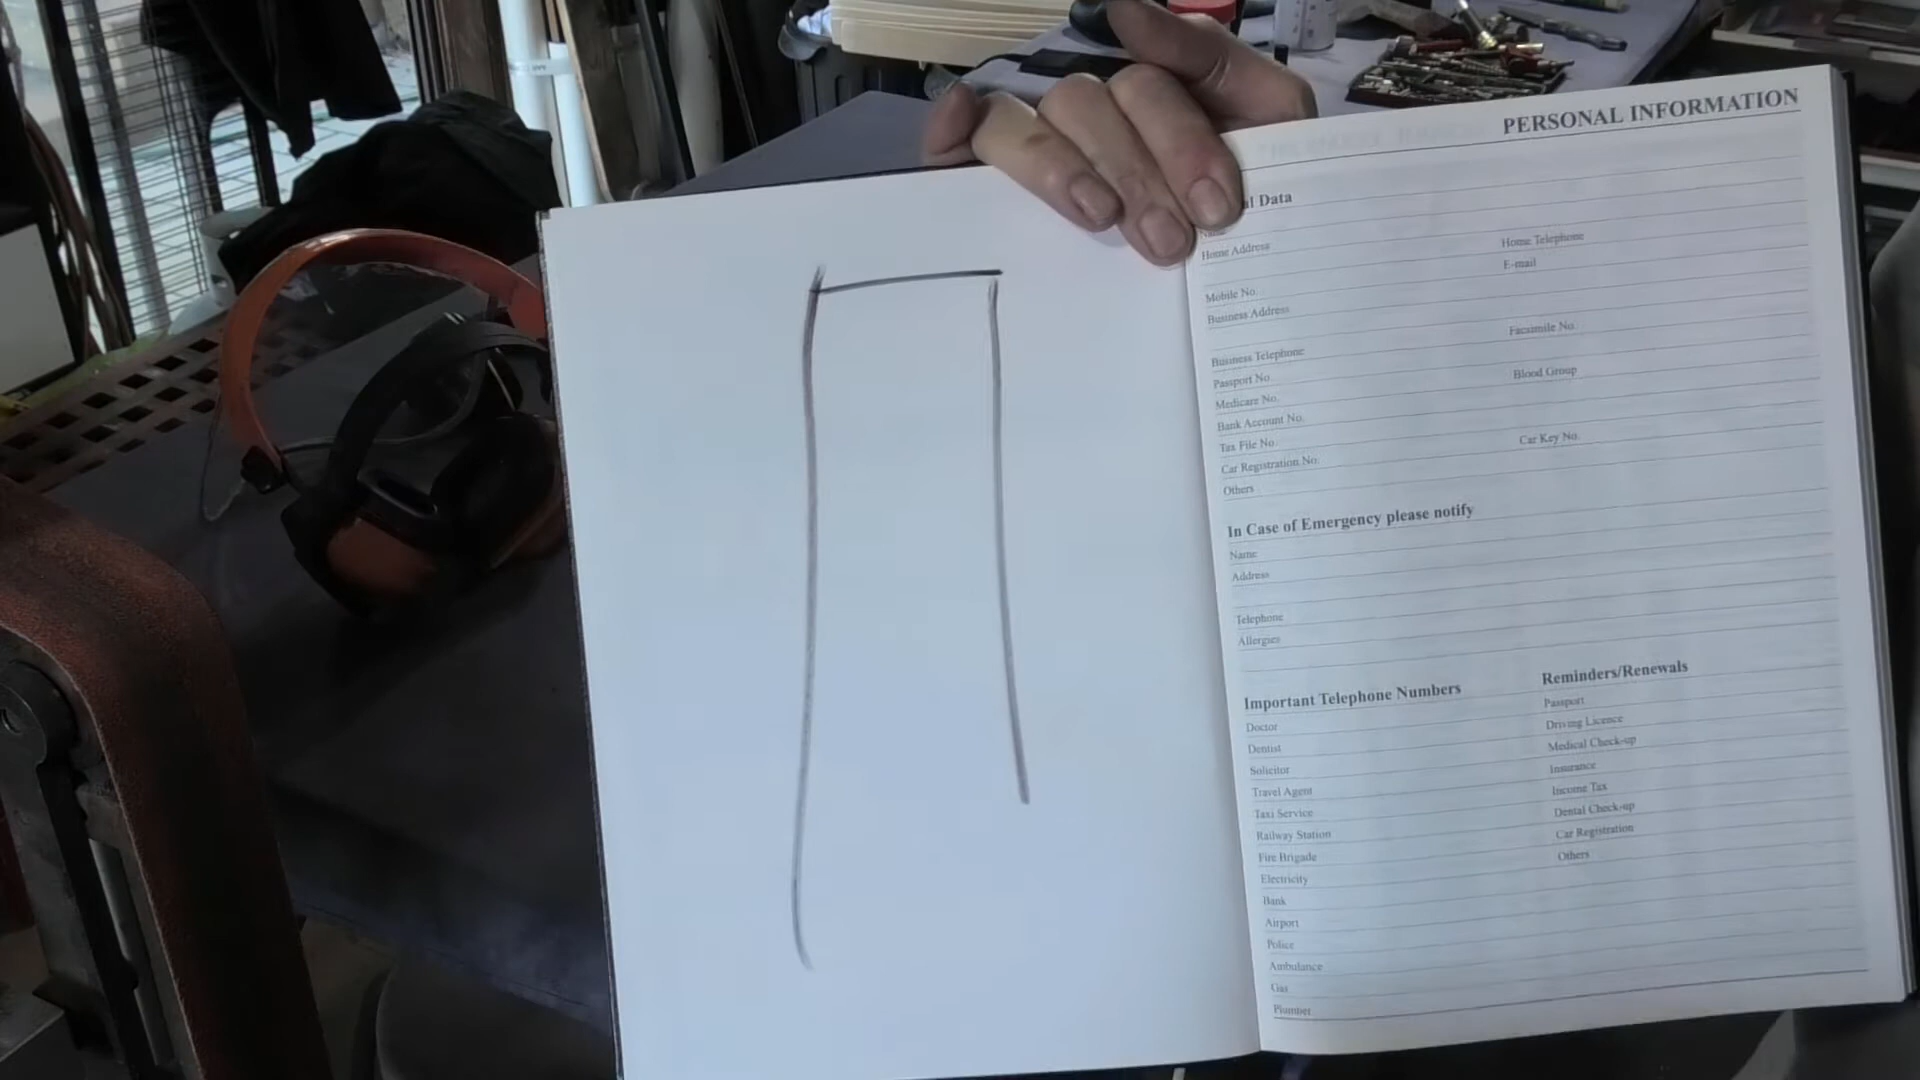 PERSONAL INFORMATION
al Data
Name
Home Address
Home Telephone
E-mail
Mobile No.
Business Address
Facsimile No.
Business Telephone
Passport No.
Blood Group
Medicare No.
Bank Account No.
Tax File No.
Car Key No.
Car Registration No.
Others
In Case of Emergency please notify
Name
Address
Telephone
Allergies
Important Telephone Numbers
Reminders/Renewals
Doctor
Passport
Dentist
Driving Licence
Solicitor
Medical Check-up
Travel Agent
Insurance
Taxi Service
Income Tax
Railway Station
Dental Check-up
Fire Brigade
Car Registration
Electricity
Others
Bank
Airport
Police
Ambulance
Gas
Plumber